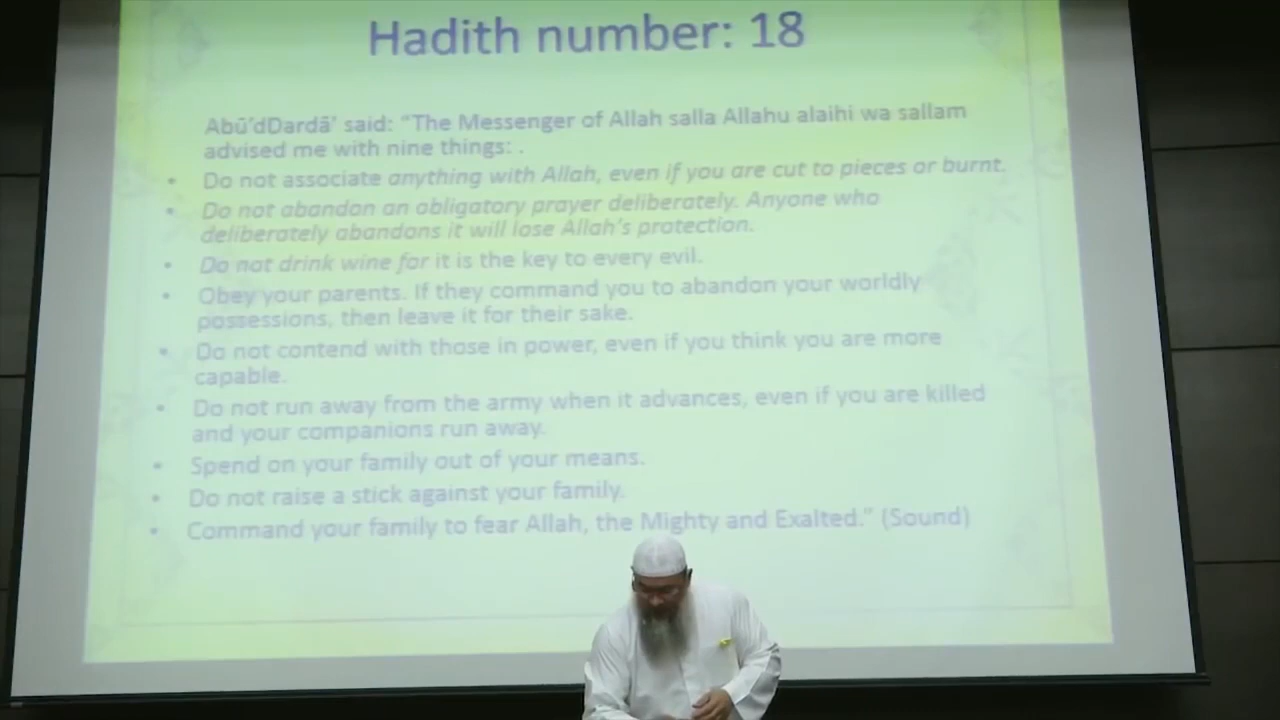 Hadith number: 18
Abū'dDardā' said: "The Messenger of Allah salla Allahu alaihi wa sallam
advised me with nine things: .
• Do not associate anything with Allah, even if you are cut to pieces or burnt.
• Do not abandon an obligatory prayer deliberately. Anyone who
deliberately abandons it will lose Allah's protection.
• Do not drink wine for it is the key to every evil.
• Obey your parents. If they command you to abandon your worldly
possessions, then leave it for their sake.
• Do not contend with those in power, even if you think you are more
capable.
• Do not run away from the army when it advances, even if you are killed
and your companions run away.
• Spend on your family out of your means.
• Do not raise a stick against your family.
• Command your family to fear Allah, the Mighty and Exalted." (Sound)